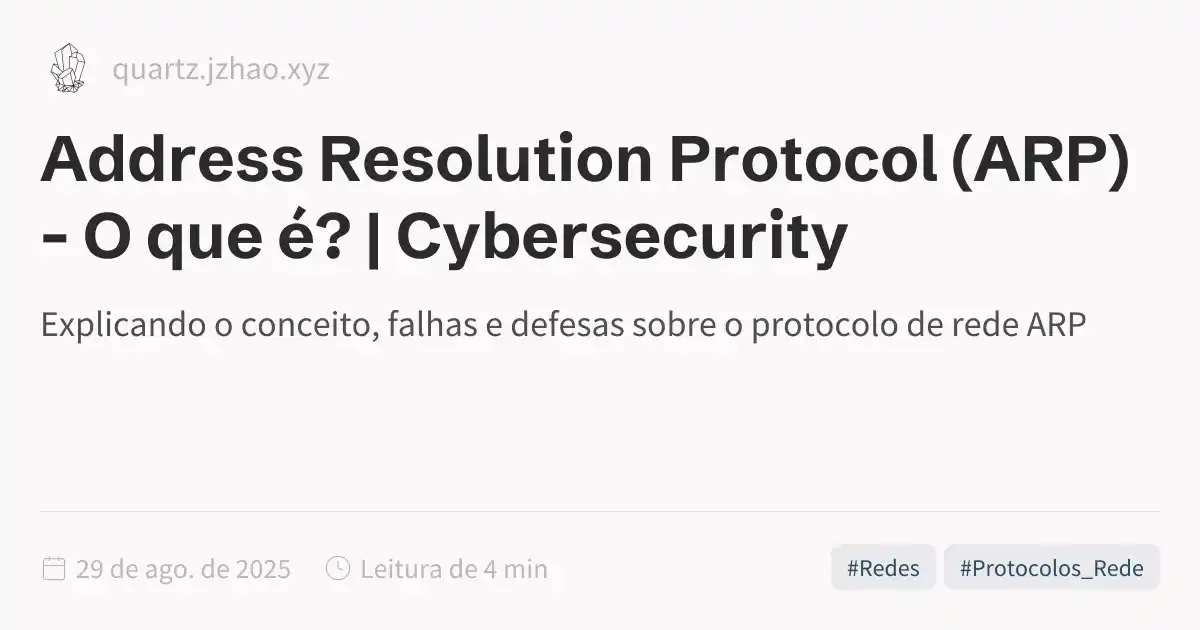 quartz.jzhao.xyz
Address Resolution Protocol (ARP)
- O que é? | Cybersecurity
Explicando o conceito, falhas e defesas sobre o protocolo de rede ARP
29 de ago. de 2025 Leitura de 4 min #Redes #Protocolos_Rede